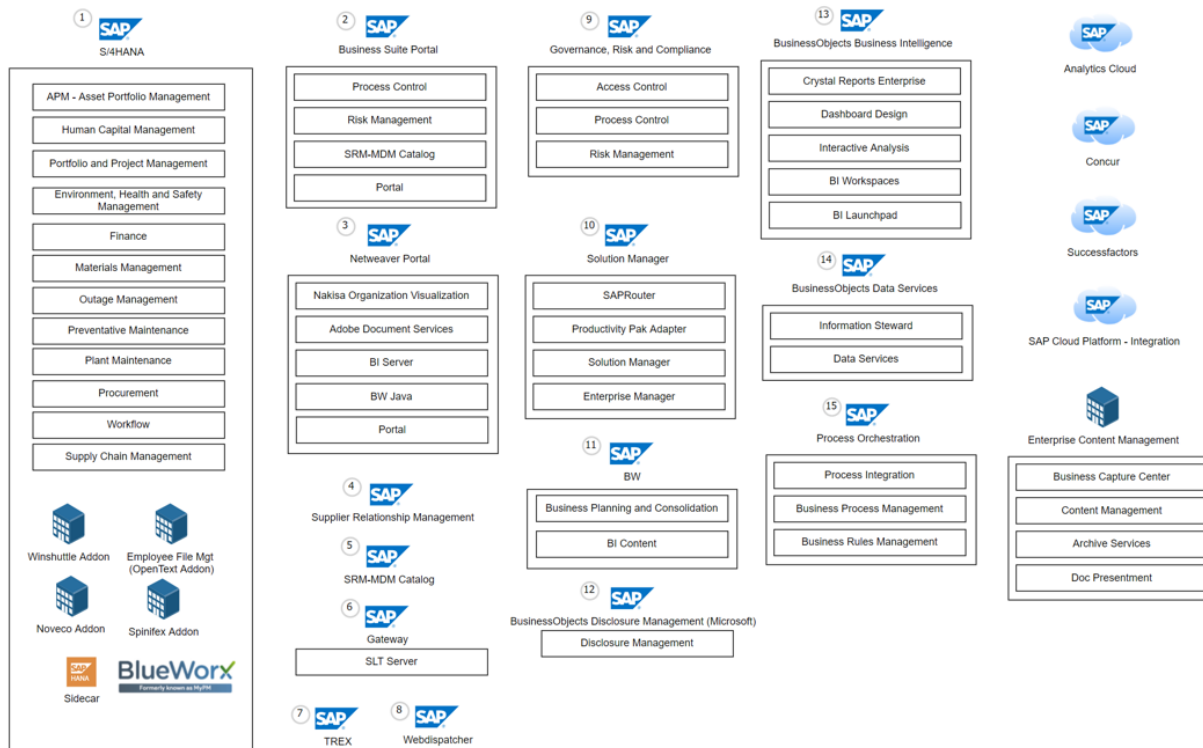 1
SAP
S/4HANA
APM - Asset Portfolio Management
Human Capital Management
Portfolio and Project Management
Environment, Health and Safety
Management
Finance
Materials Management
Outage Management
Preventative Maintenance
Plant Maintenance
Procurement
Workflow
Supply Chain Management
Winshuttle Addon
Employee File Mgt
(OpenText Addon)
Noveco Addon
Spinifex Addon
SAP
HANA
Sidecar
BlueWorx
Formerly known as MyPM
2
SAP
Business Suite Portal
Process Control
Risk Management
SRM-MDM Catalog
Portal
3
SAP
Netweaver Portal
Nakisa Organization Visualization
Adobe Document Services
BI Server
BW Java
Portal
4
SAP
Supplier Relationship Management
5
SAP
SRM-MDM Catalog
6
SAP
Gateway
SLT Server
7
SAP
TREX
8
SAP
Webdispatcher
9
SAP
Governance, Risk and Compliance
Access Control
Process Control
Risk Management
10
SAP
Solution Manager
SAPRouter
Productivity Pak Adapter
Solution Manager
Enterprise Manager
11
SAP
BW
Business Planning and Consolidation
BI Content
12
SAP
BusinessObjects Disclosure Management (Microsoft)
Disclosure Management
13
SAP
BusinessObjects Business Intelligence
Crystal Reports Enterprise
Dashboard Design
Interactive Analysis
BI Workspaces
BI Launchpad
14
SAP
BusinessObjects Data Services
Information Steward
Data Services
15
SAP
Process Orchestration
Process Integration
Business Process Management
Business Rules Management
SAP
Analytics Cloud
SAP
Concur
SAP
Successfactors
SAP
SAP Cloud Platform - Integration
Enterprise Content Management
Business Capture Center
Content Management
Archive Services
Doc Presentment